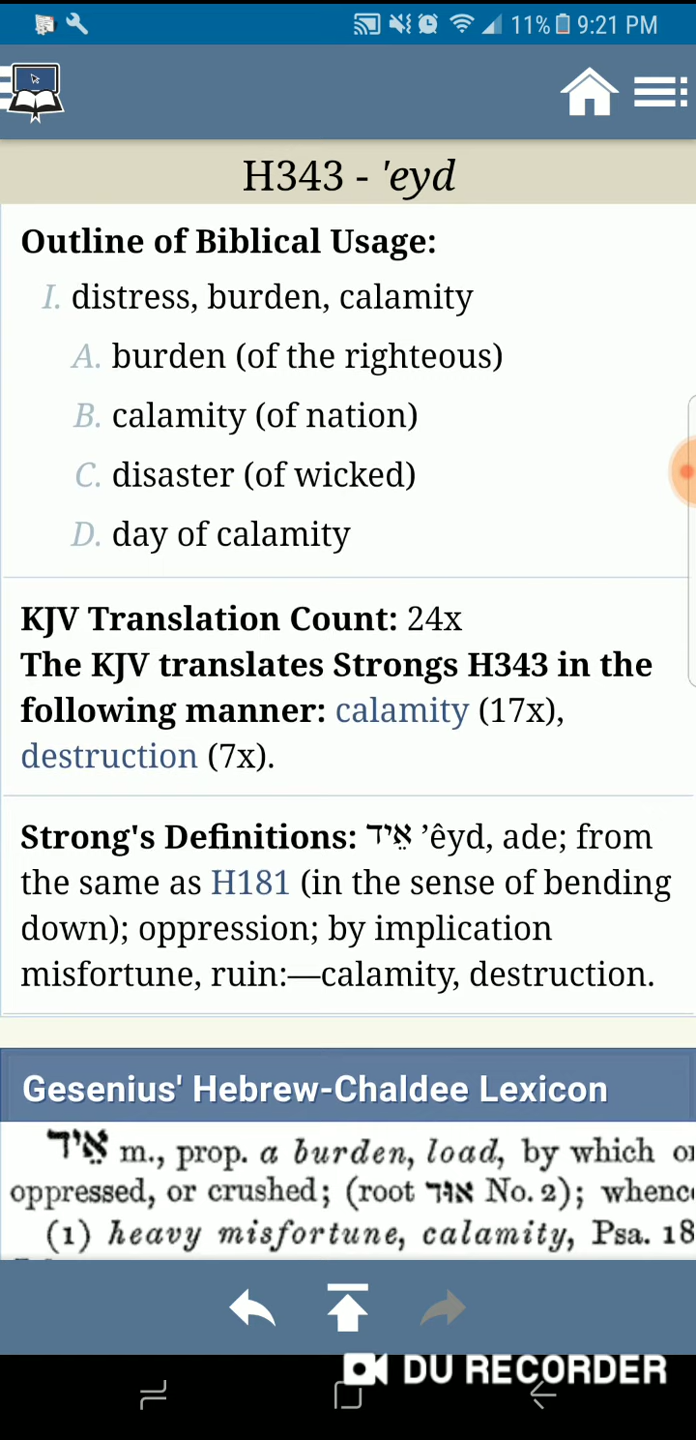 11% 9:21 PM
H343 - 'eyd
Outline of Biblical Usage:
I. distress, burden, calamity
A. burden (of the righteous)
B. calamity (of nation)
C. disaster (of wicked)
D. day of calamity
KJV Translation Count: 24x
The KJV translates Strongs H343 in the
following manner: calamity (17x),
destruction (7x).
Strong's Definitions: אֵיד ’êyd, ade; from
the same as H181 (in the sense of bending
down); oppression; by implication
misfortune, ruin:—calamity, destruction.
Gesenius' Hebrew-Chaldee Lexicon
אֵיד m., prop. a burden, load, by which
oppressed, or crushed; (root אוּד No. 2);
(1) heavy misfortune, calamity, Psa. 18
DU RECORDER